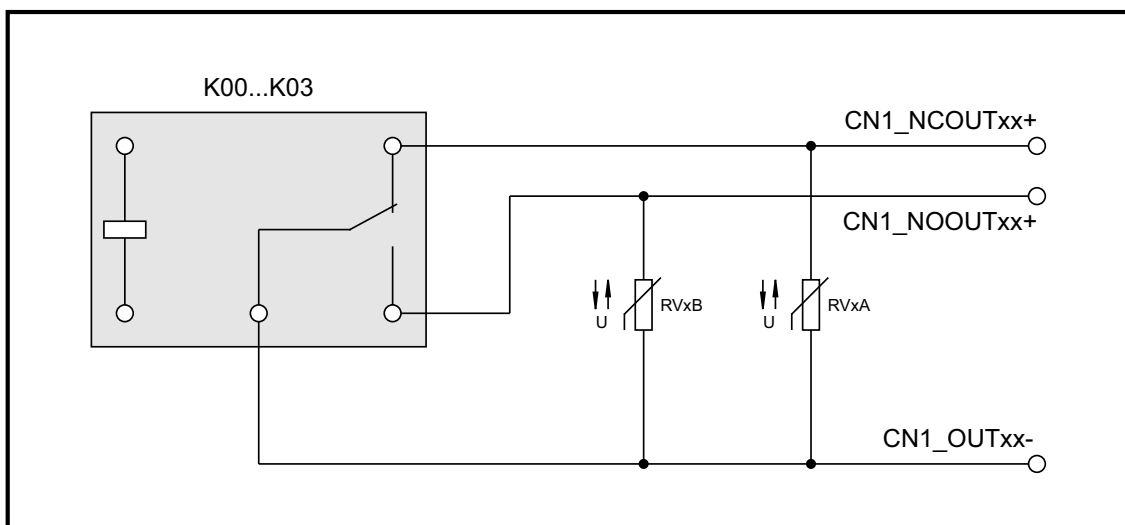 K00...K03
CN1_NCOUTxx+
CN1_NOOUTxx+
U
RVxB
U
RVxA
CN1_OUTxx-